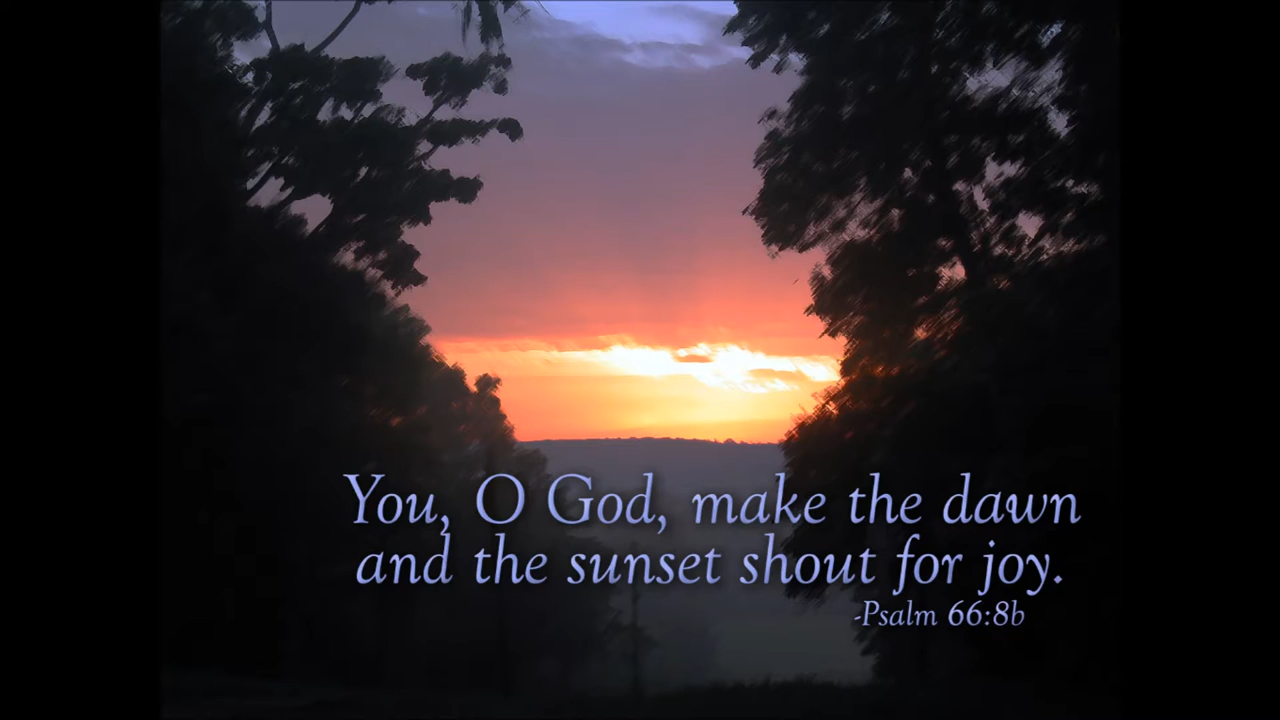 You, O God, make the dawn
and the sunset shout for joy.
-Psalm 66:8b